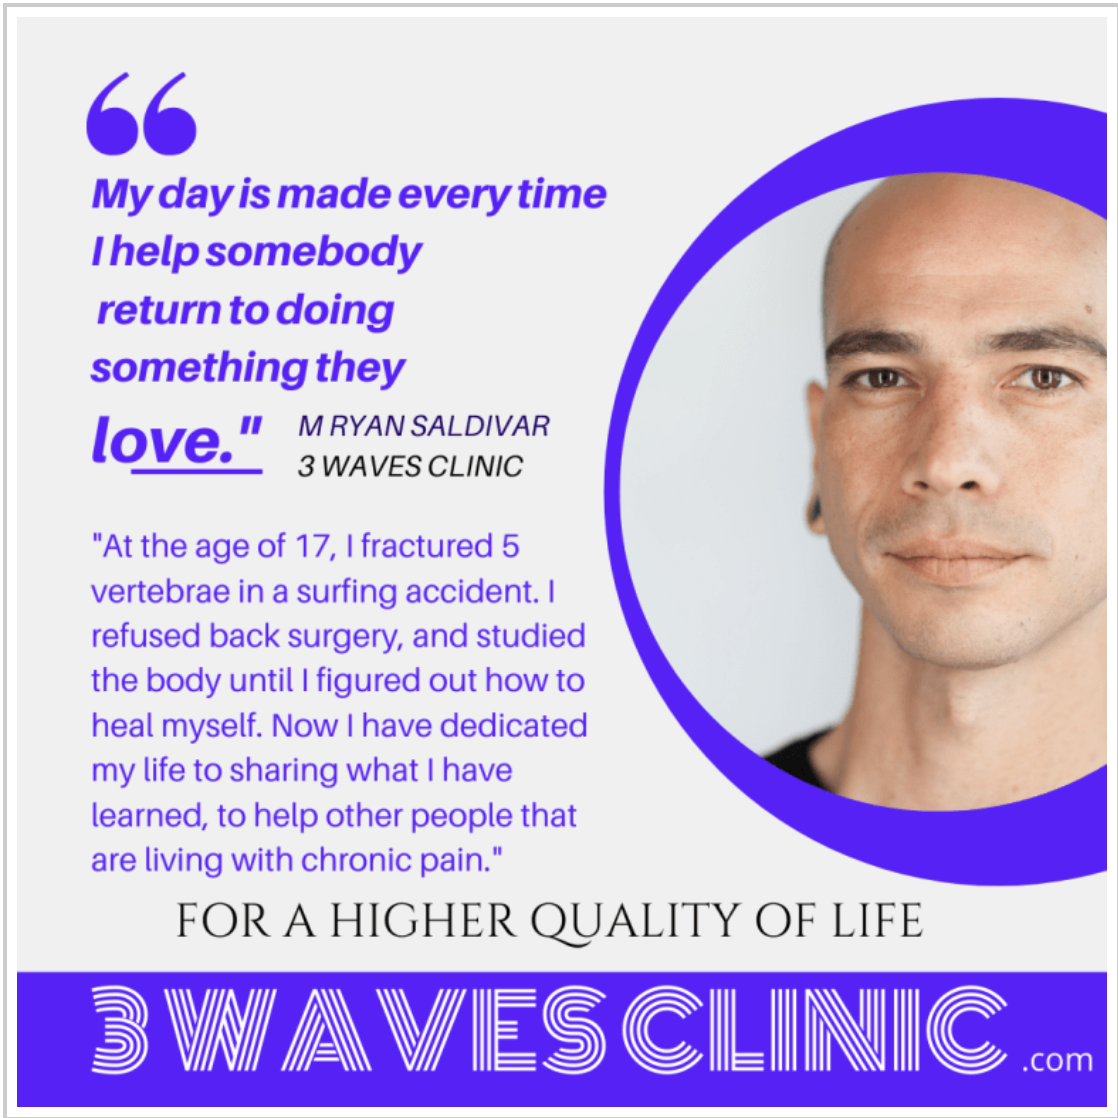 “
My day is made every time
I help somebody
return to doing
something they
love."
M RYAN SALDIVAR
3 WAVES CLINIC
"At the age of 17, I fractured 5
vertebrae in a surfing accident. I
refused back surgery, and studied
the body until I figured out how to
heal myself. Now I have dedicated
my life to sharing what I have
learned, to help other people that
are living with chronic pain."
FOR A HIGHER QUALITY OF LIFE
3 WAVES CLINIC .com